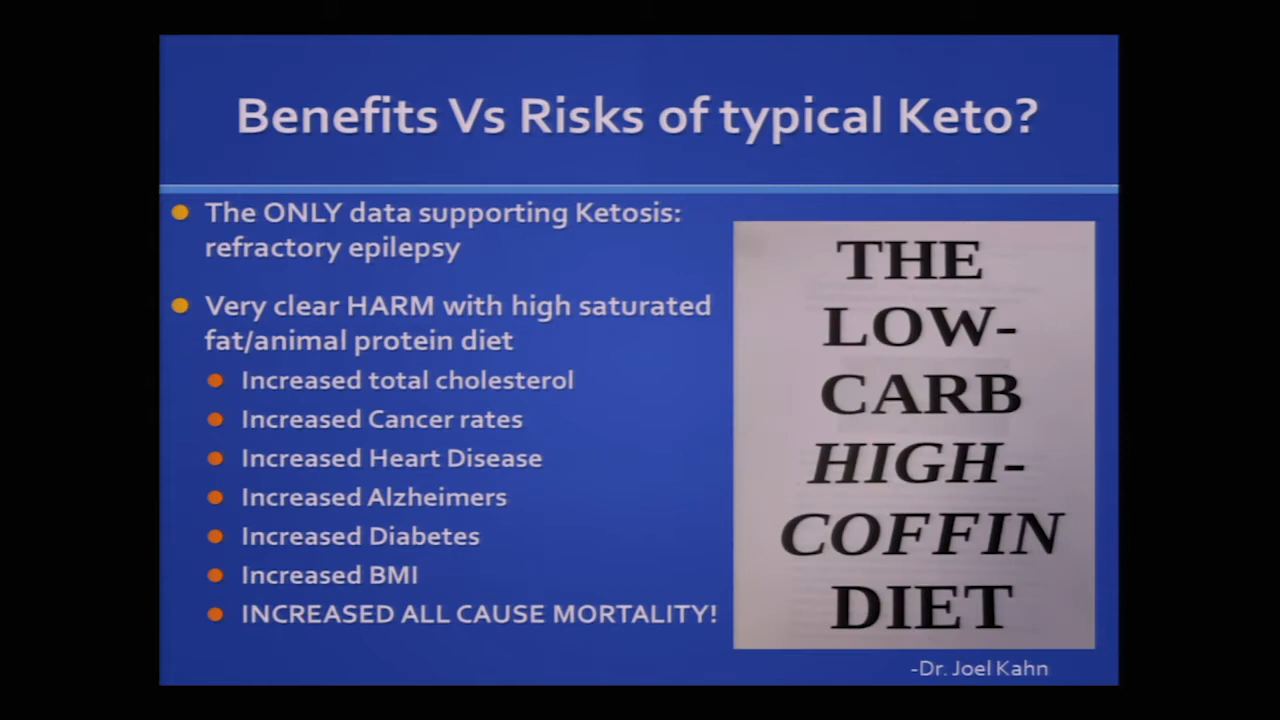 Benefits Vs Risks of typical Keto?
The ONLY data supporting Ketosis:
refractory epilepsy
Very clear HARM with high saturated
fat/animal protein diet
Increased total cholesterol
Increased Cancer rates
Increased Heart Disease
Increased Alzheimers
Increased Diabetes
Increased BMI
INCREASED ALL CAUSE MORTALITY!
THE
LOW-
CARB
HIGH-
COFFIN
DIET
-Dr. Joel Kahn